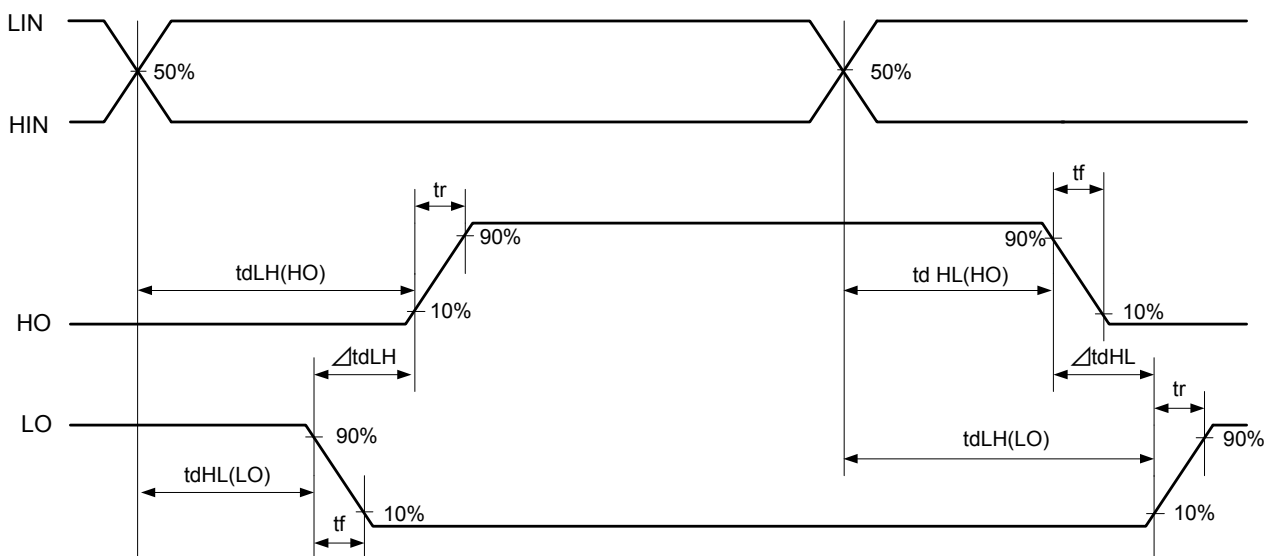 LIN
50%
50%
HIN
tr
tf
90%
90%
tdLH(HO)
td HL(HO)
10%
10%
HO
⊿tdLH
⊿tdHL
tr
LO
90%
tdLH(LO)
90%
tdHL(LO)
10%
10%
tf